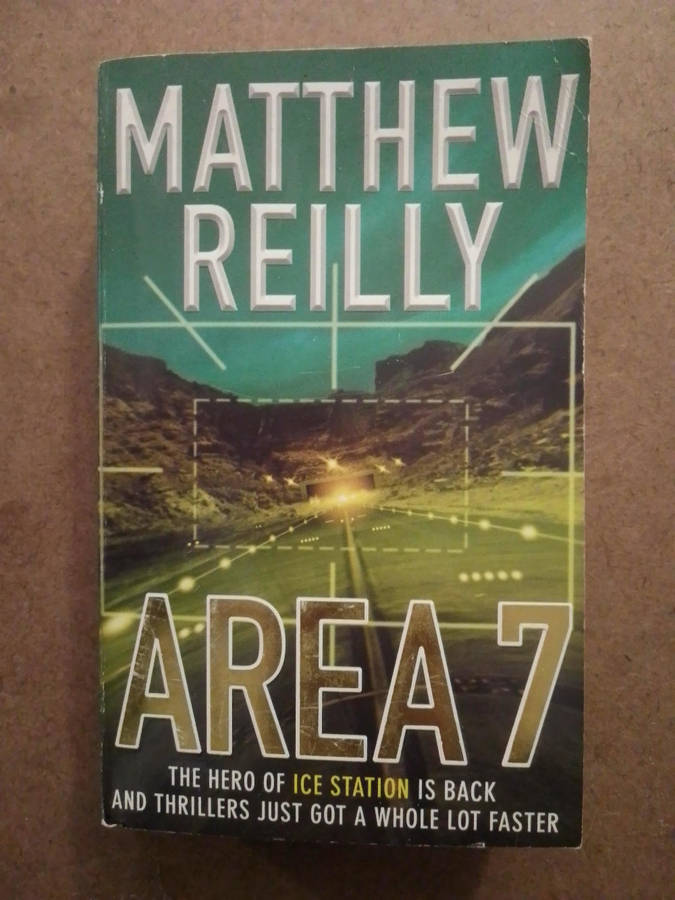 MATTHEW
REILLY
AREA 7
THE HERO OF ICE STATION IS BACK
AND THRILLERS JUST GOT A WHOLE LOT FASTER